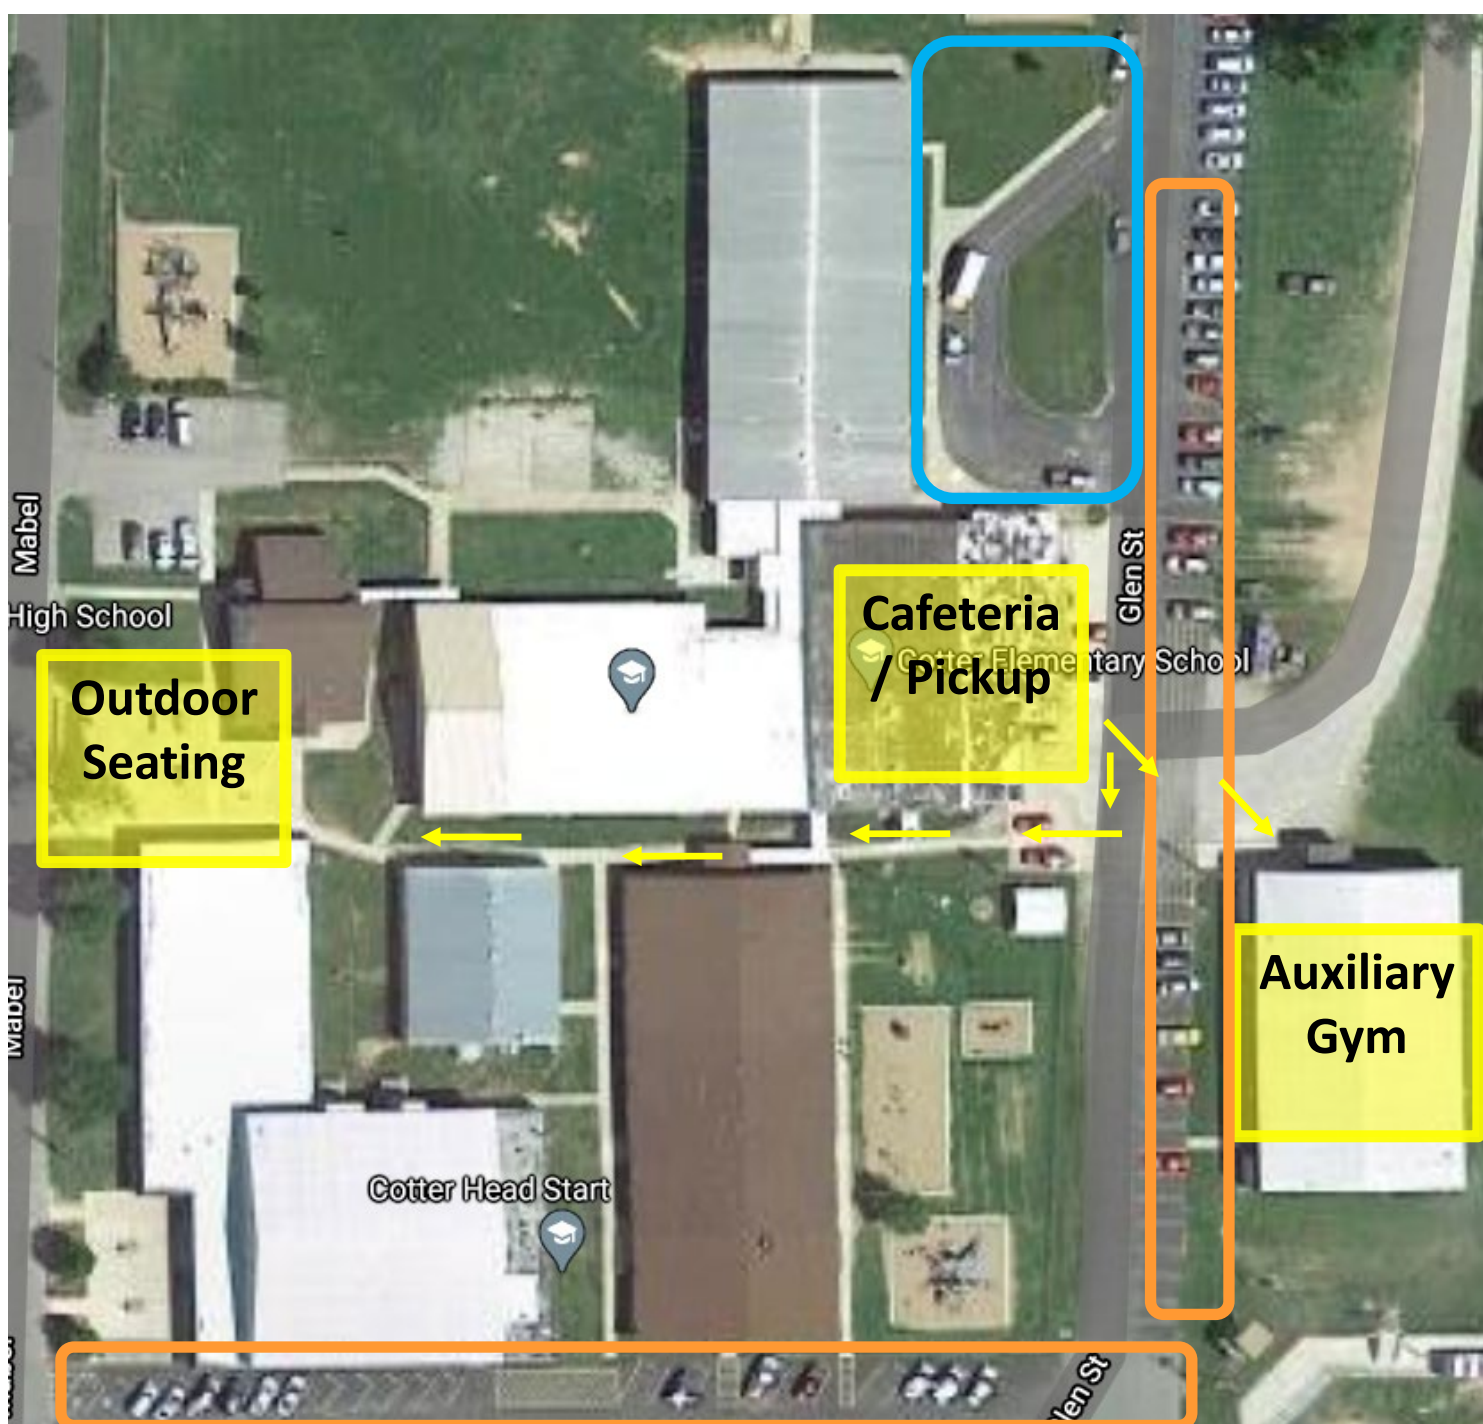 Glen St
Mabel
High School
Cafeteria
/ Pickup
Cotter Elementary School
Outdoor
Seating
Auxiliary
Gym
Mabel
Cotter Head Start
len St